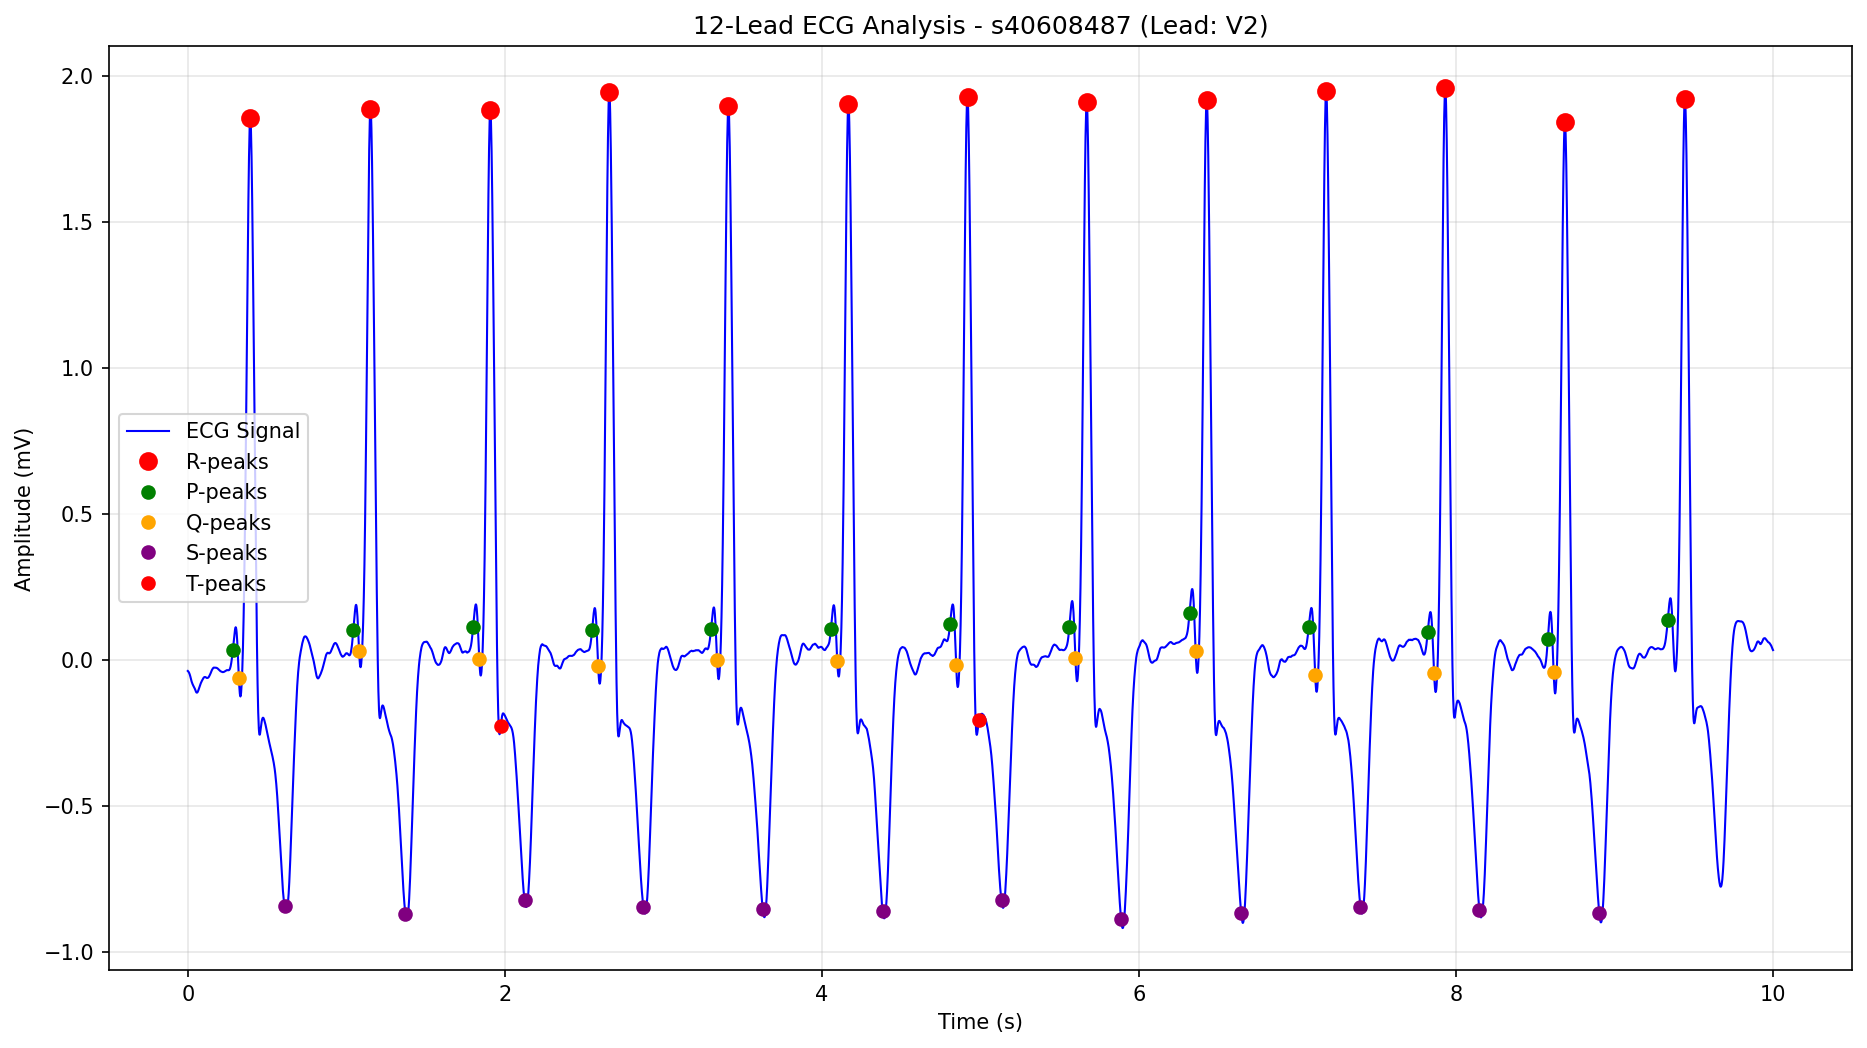 12-Lead ECG Analysis - s40608487 (Lead: V2)
2.0
1.5
1.0
0.5
0.0
−0.5
−1.0
Amplitude (mV)
ECG Signal
R-peaks
P-peaks
Q-peaks
S-peaks
T-peaks
0 2 4 6 8 10
Time (s)